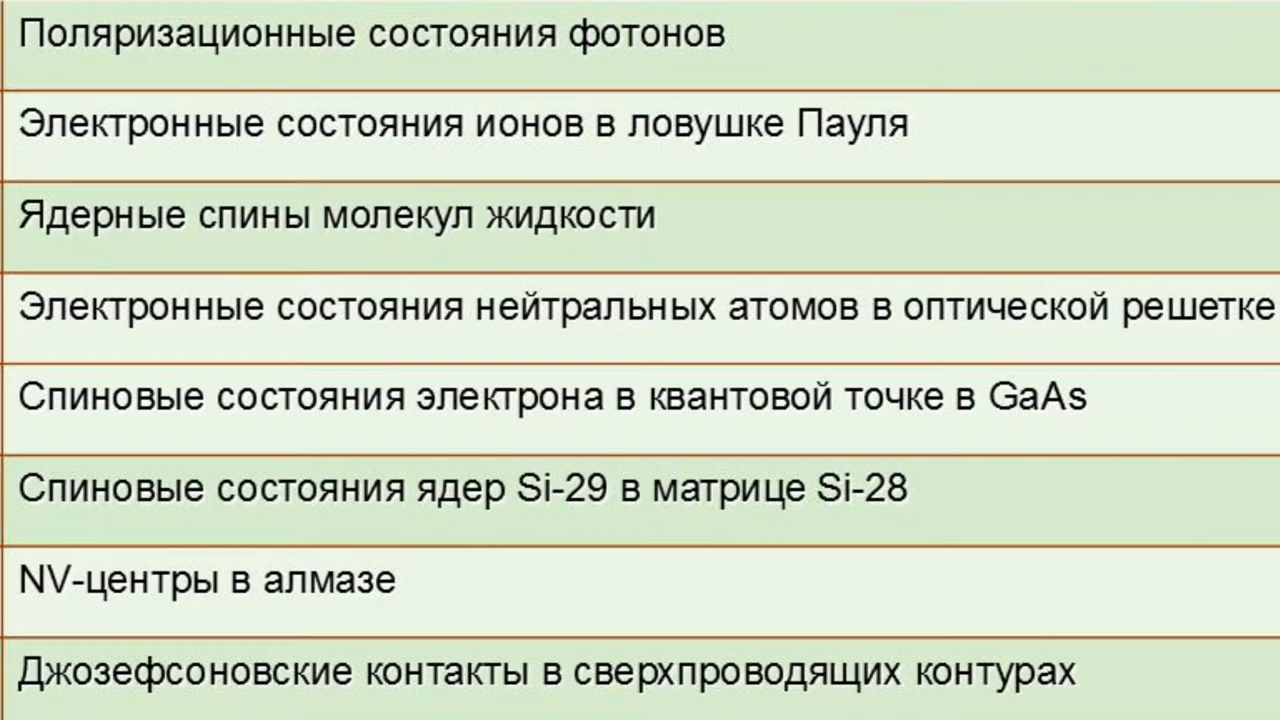 Поляризационные состояния фотонов
Электронные состояния ионов в ловушке Пауля
Ядерные спины молекул жидкости
Электронные состояния нейтральных атомов в оптической решетке
Спиновые состояния электрона в квантовой точке в GaAs
Спиновые состояния ядер Si-29 в матрице Si-28
NV-центры в алмазе
Джозефсоновские контакты в сверхпроводящих контурах